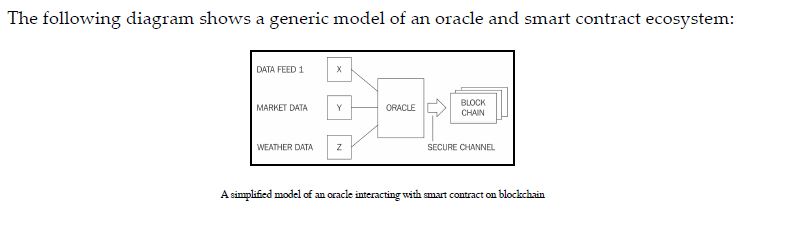 The following diagram shows a generic model of an oracle and smart contract ecosystem:
DATA FEED 1
X
MARKET DATA
Y
ORACLE
BLOCK
CHAIN
WEATHER DATA
Z
SECURE CHANNEL
A simplified model of an oracle interacting with smart contract on blockchain